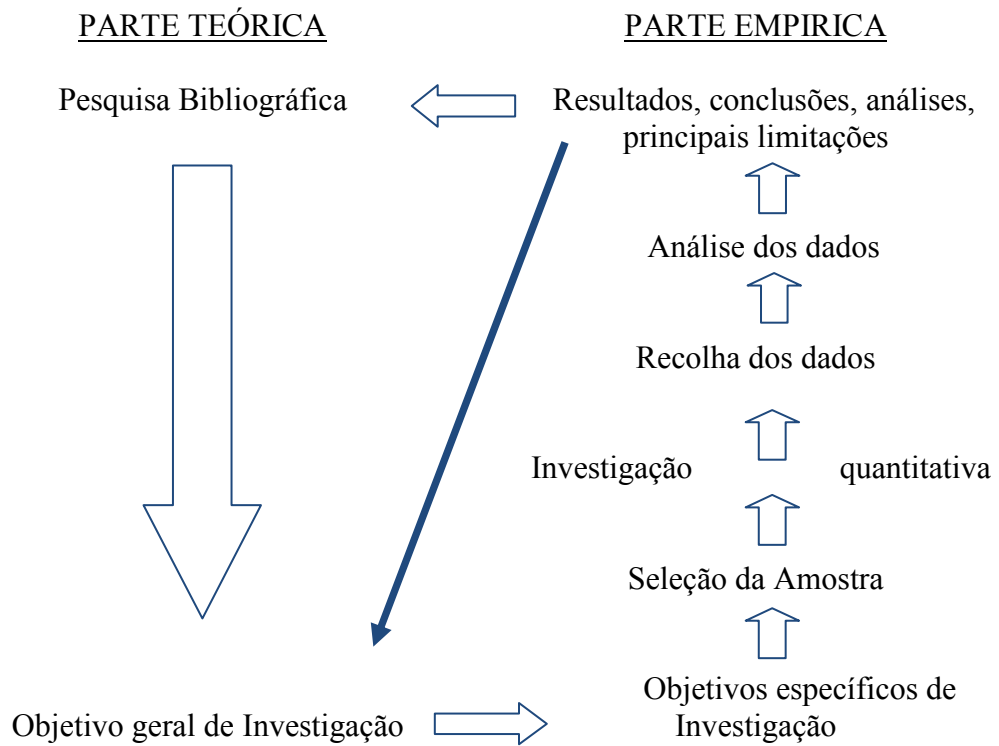 PARTE TEÓRICA
PARTE EMPIRICA
Pesquisa Bibliográfica
Resultados, conclusões, análises,
principais limitações
Análise dos dados
Recolha dos dados
Investigação quantitativa
Seleção da Amostra
Objetivos específicos de
Investigação
Objetivo geral de Investigação